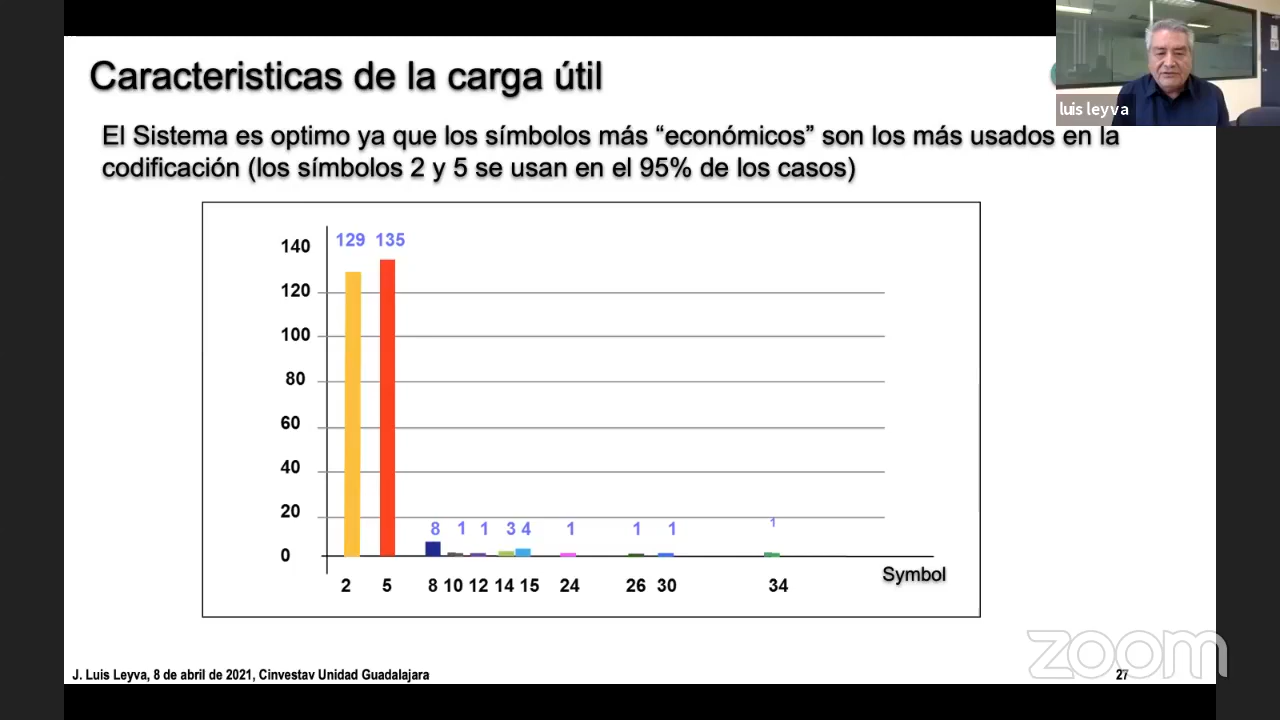 Caracteristicas de la carga útil
luis leyva
El Sistema es optimo ya que los símbolos más “económicos” son los más usados en la
codificación (los símbolos 2 y 5 se usan en el 95% de los casos)
140
129 135
120
100
80
60
40
20
8 1 1 3 4 1 1 1 1
0
2 5 8 10 12 14 15 24 26 30 34
Symbol
zoom
J. Luis Leyva, 8 de abril de 2021, Cinvestav Unidad Guadalajara
27